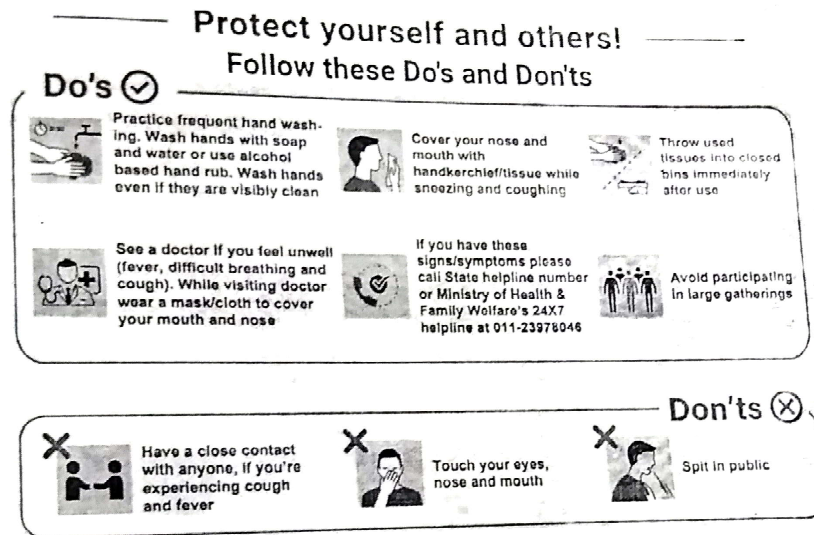 Protect yourself and others!
Follow these Do's and Don'ts
Do's
Practice frequent hand wash-
ing. Wash hands with soap
and water or use alcohol
based hand rub. Wash hands
even if they are visibly clean
Cover your nose and
mouth with
handkerchief/tissue while
sneezing and coughing
Throw used
tissues into closed
bins immediately
after use
See a doctor if you feel unwell
(fever, difficult breathing and
cough). While visiting doctor
wear a mask/cloth to cover
your mouth and nose
If you have these
signs/symptoms please
call State helpline number
or Ministry of Health &
Family Welfare's 24X7
helpline at 011-23978046
Avoid participating
in large gatherings
Don'ts
Have a close contact
with anyone, if you're
experiencing cough
and fever
Touch your eyes,
nose and mouth
Spit in public